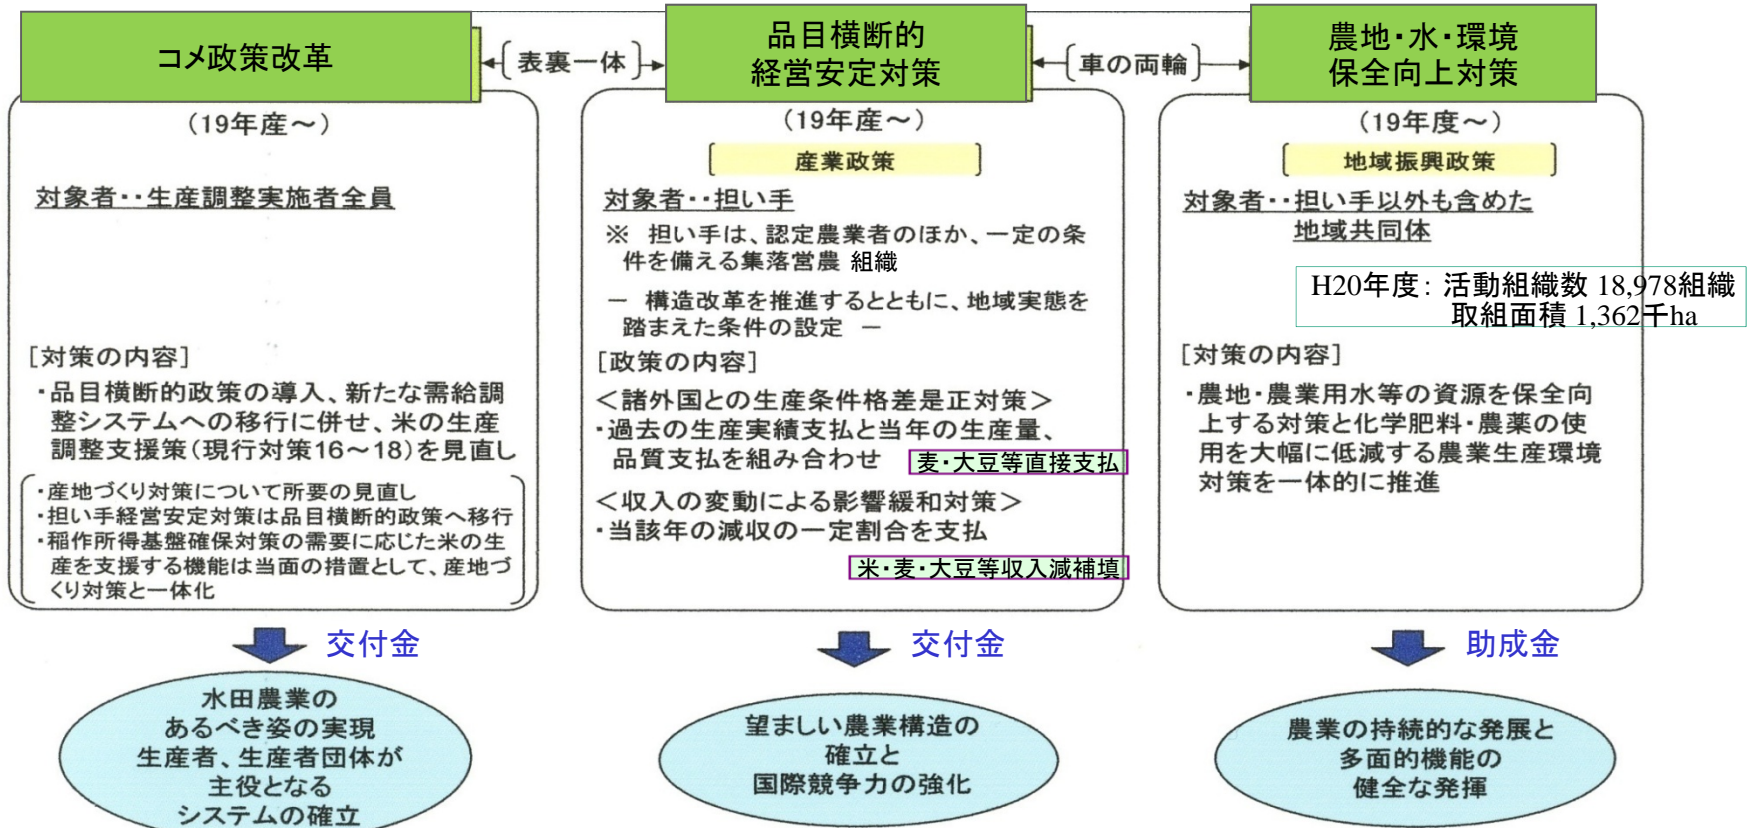 コメ政策改革
表裏一体
品目横断的
経営安定対策
車の両輪
農地・水・環境
保全向上対策
(19年産～)
対象者・・生産調整実施者全員
[対策の内容]
・品目横断的政策の導入、新たな需給調
整システムへの移行に併せ、米の生産
調整支援策(現行対策16～18)を見直し
・産地づくり対策について所要の見直し
・担い手経営安定対策は品目横断的政策へ移行
・稲作所得基盤確保対策の需要に応じた米の生
産を支援する機能は当面の措置として、産地づ
くり対策と一体化
交付金
水田農業の
あるべき姿の実現
生産者、生産者団体が
主役となる
システムの確立
(19年産～)
産業政策
対象者・・担い手
※ 担い手は、認定農業者のほか、一定の条
件を備える集落営農 組織
－ 構造改革を推進するとともに、地域実態を
踏まえた条件の設定 －
[政策の内容]
＜諸外国との生産条件格差是正対策＞
・過去の生産実績支払と当年の生産量、
品質支払を組み合わせ 麦・大豆等直接支払
＜収入の変動による影響緩和対策＞
・当該年の減収の一定割合を支払
米・麦・大豆等収入減補填
交付金
望ましい農業構造の
確立と
国際競争力の強化
(19年度～)
地域振興政策
対象者・・担い手以外も含めた
地域共同体
H20年度：活動組織数 18,978組織
取組面積 1,362千ha
[対策の内容]
・農地・農業用水等の資源を保全向
上する対策と化学肥料・農薬の使
用を大幅に低減する農業生産環境
対策を一体的に推進
助成金
農業の持続的な発展と
多面的機能の
健全な発揮